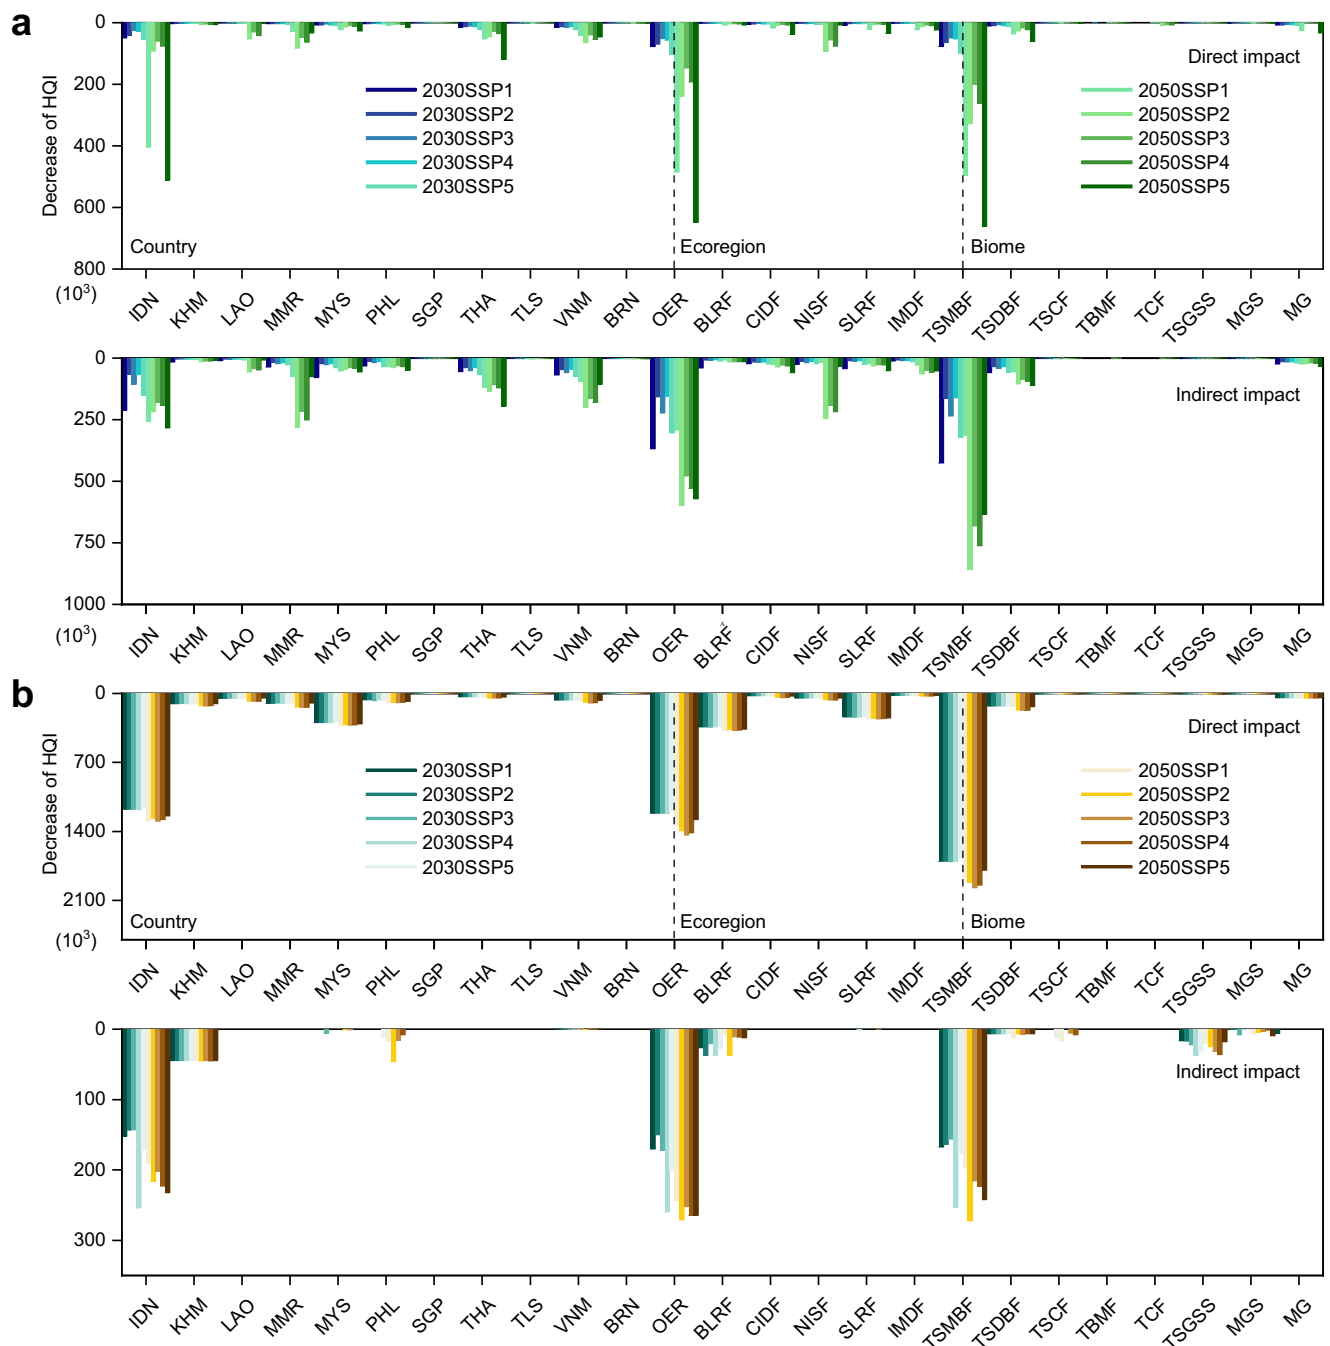 a
0
200
400
600
800
(10³)
Decrease of HQI
Direct impact
2030SSP1
2030SSP2
2030SSP3
2030SSP4
2030SSP5
2050SSP1
2050SSP2
2050SSP3
2050SSP4
2050SSP5
Country
Ecoregion
Biome
IDN KHM LAO MMR MYS PHL SGP THA TLS VNM BRN OER BLRF CIDF NISF SLRF IMDF TSMBF TSDBF TSCF TBMF TCF TSGSS MGS MG
0
250
500
750
1000
(10³)
Indirect impact
IDN KHM LAO MMR MYS PHL SGP THA TLS VNM BRN OER BLRF CIDF NISF SLRF IMDF TSMBF TSDBF TSCF TBMF TCF TSGSS MGS MG
b
0
700
1400
2100
(10³)
Decrease of HQI
Direct impact
2030SSP1
2030SSP2
2030SSP3
2030SSP4
2030SSP5
2050SSP1
2050SSP2
2050SSP3
2050SSP4
2050SSP5
Country
Ecoregion
Biome
IDN KHM LAO MMR MYS PHL SGP THA TLS VNM BRN OER BLRF CIDF NISF SLRF IMDF TSMBF TSDBF TSCF TBMF TCF TSGSS MGS MG
0
100
200
300
Indirect impact
IDN KHM LAO MMR MYS PHL SGP THA TLS VNM BRN OER BLRF CIDF NISF SLRF IMDF TSMBF TSDBF TSCF TBMF TCF TSGSS MGS MG